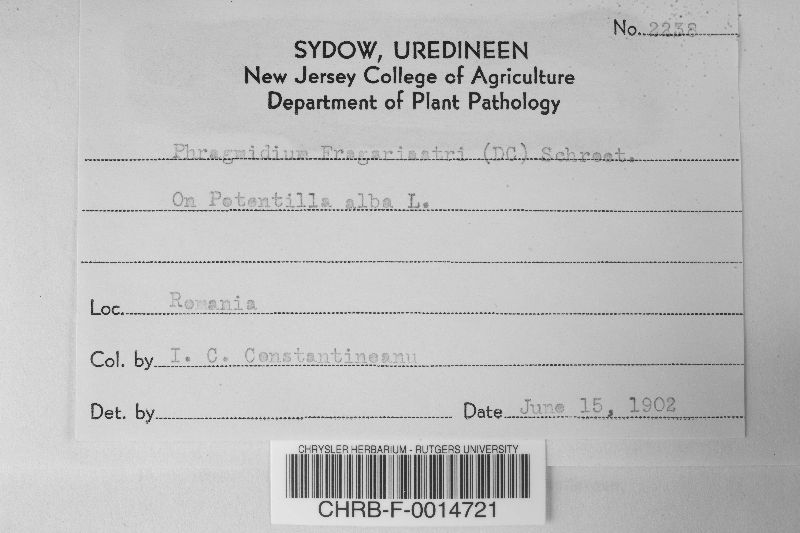 No. 2238
SYDOW, UREDINEEN
New Jersey College of Agriculture
Department of Plant Pathology
Phragmidium Fragariastri (DC) Schroet.
On Potentilla alba L.
Loc. Romania
Col. by I. C. Constantineanu
Det. by
Date June 15, 1902
CHRYSLER HERBARIUM - RUTGERS UNIVERSITY
CHRB-F-0014721